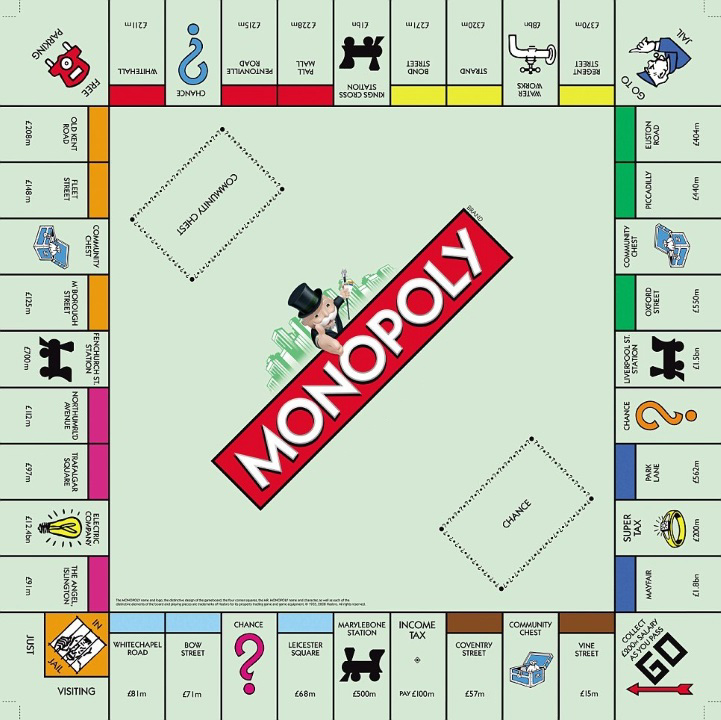 FREE
PARKING
WHITEHALL
£211m
CHANCE
PENTONVILLE
ROAD
£215m
PALL
MALL
£228m
KINGS CROSS
STATION
£1bn
BOND
STREET
£271m
STRAND
£320m
WATER
WORKS
£8bn
REGENT
STREET
£370m
GO TO
JAIL
OLD KENT
ROAD
£208m
FLEET
STREET
£148m
COMMUNITY
CHEST
M'BOROUGH
STREET
£125m
FENCHURCH ST.
STATION
£700m
NORTHUMRL'D
AVENUE
£112m
TRAFALGAR
SQUARE
£97m
ELECTRIC
COMPANY
£12.4bn
THE ANGEL,
ISLINGTON
£91m
COMMUNITY CHEST
BRAND
MONOPOLY
CHANCE
EUSTON
ROAD
£404m
PICCADILLY
£440m
COMMUNITY
CHEST
OXFORD
STREET
£550m
LIVERPOOL ST.
STATION
£1.5bn
CHANCE
PARK
LANE
£562m
SUPER
TAX
£200m
MAYFAIR
£1.8bn
IN
JAIL
JUST
VISITING
WHITECHAPEL
ROAD
£81m
BOW
STREET
£71m
CHANCE
LEICESTER
SQUARE
£68m
MARYLEBONE
STATION
£500m
INCOME
TAX
PAY £100m
COVENTRY
STREET
£57m
COMMUNITY
CHEST
VINE
STREET
£15m
COLLECT
£200m SALARY
AS YOU PASS
GO